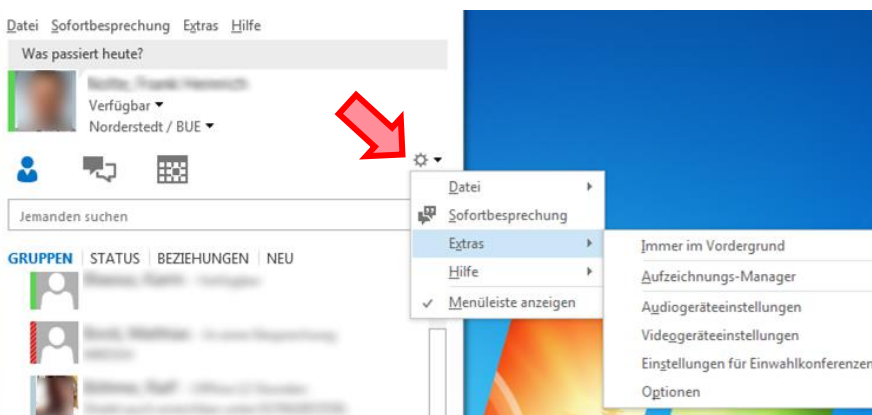 Datei Sofortbesprechung Extras Hilfe
Was passiert heute?
Verfügbar
Norderstedt / BUE
Jemanden suchen
GRUPPEN STATUS BEZIEHUNGEN NEU
Datei
Sofortbesprechung
Extras
Hilfe
Menüleiste anzeigen
Immer im Vordergrund
Aufzeichnungs-Manager
Audiogeräteeinstellungen
Videogeräteeinstellungen
Einstellungen für Einwahlkonferenzen
Optionen